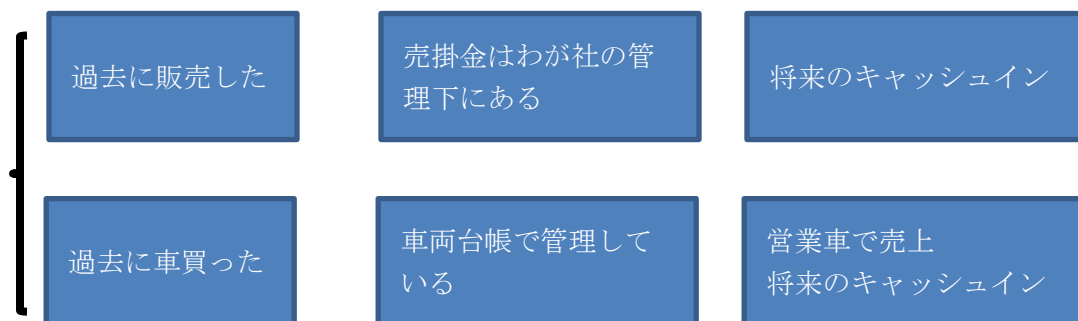 過去に販売した
売掛金はわが社の管
理下にある
将来のキャッシュイン
過去に車買った
車両台帳で管理して
いる
営業車で売上
将来のキャッシュイン